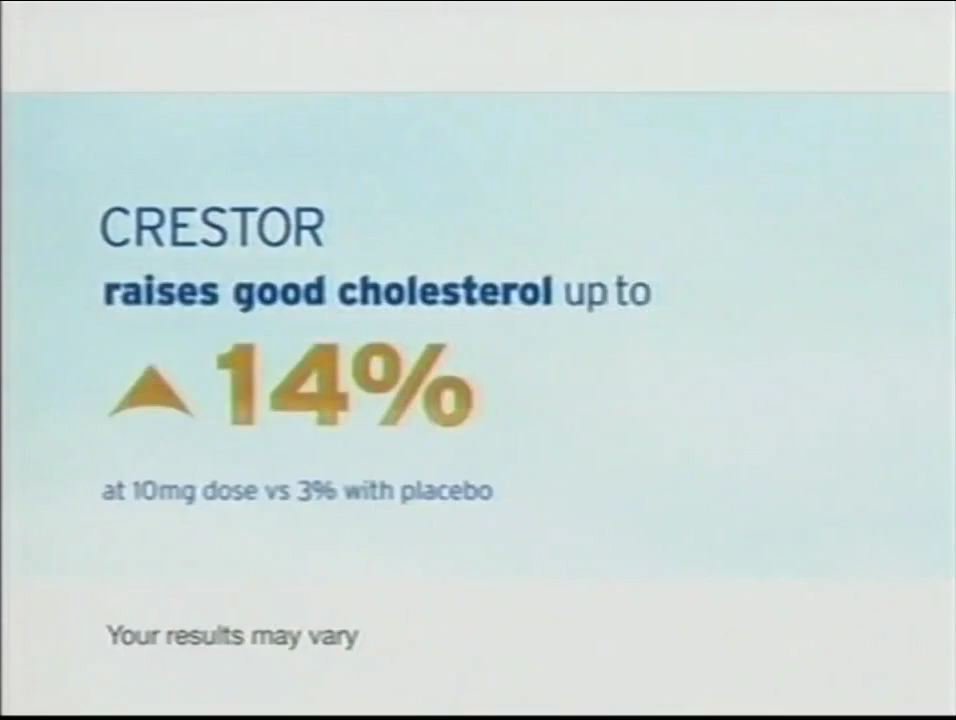 CRESTOR
raises good cholesterol up to
14%
at 10mg dose vs 3% with placebo
Your results may vary